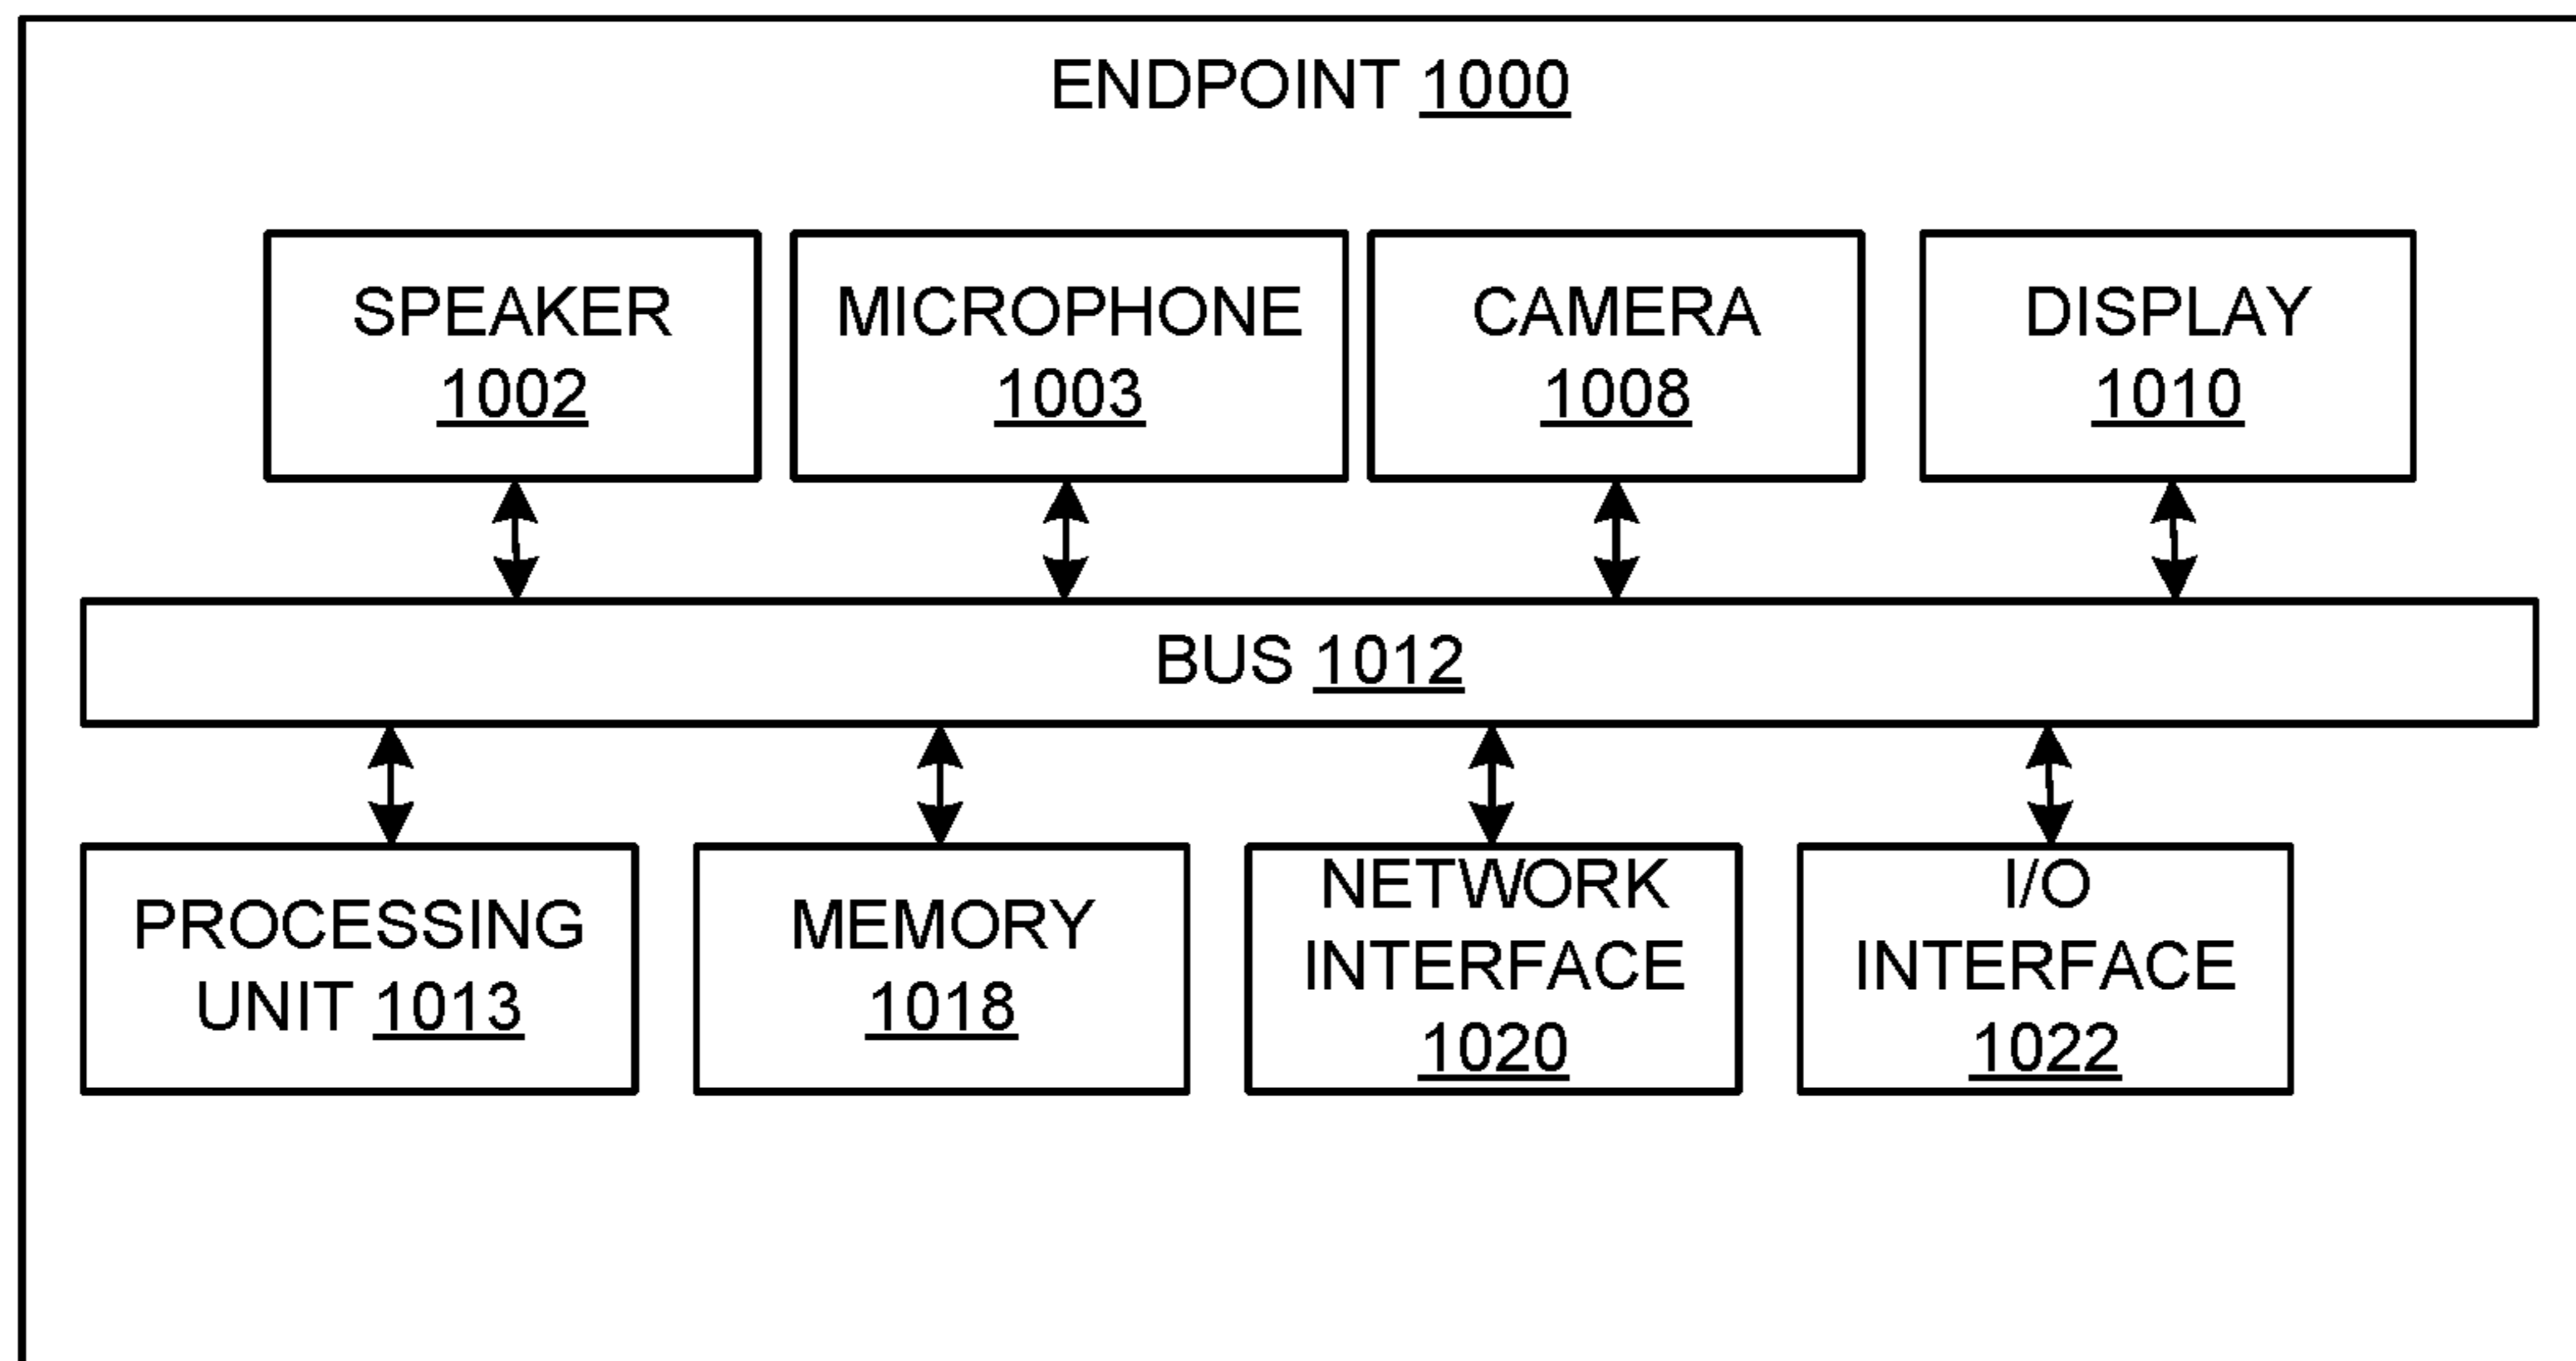 ENDPOINT 1000
SPEAKER
1002
MICROPHONE
1003
CAMERA
1008
DISPLAY
1010
BUS 1012
PROCESSING
UNIT 1013
MEMORY
1018
NETWORK
INTERFACE
1020
I/O
INTERFACE
1022